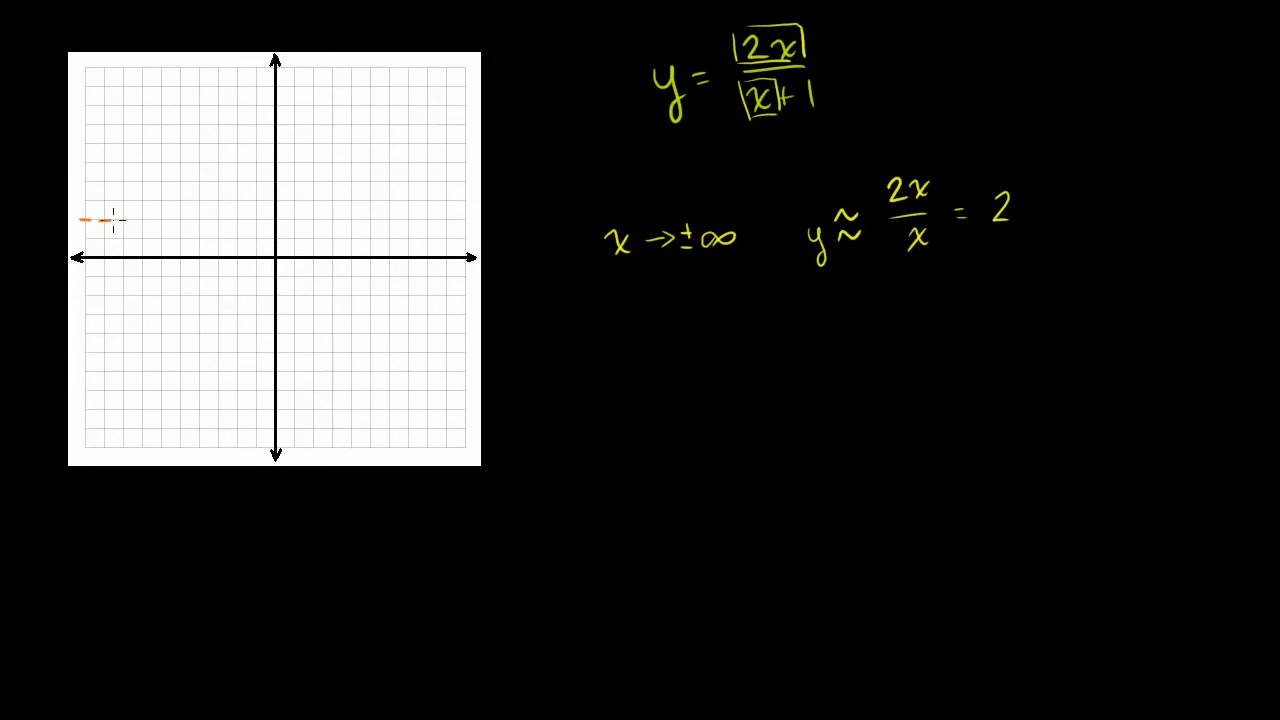 y = 2x / x + 1
x → ± ∞ y ≈ 2x / x = 2